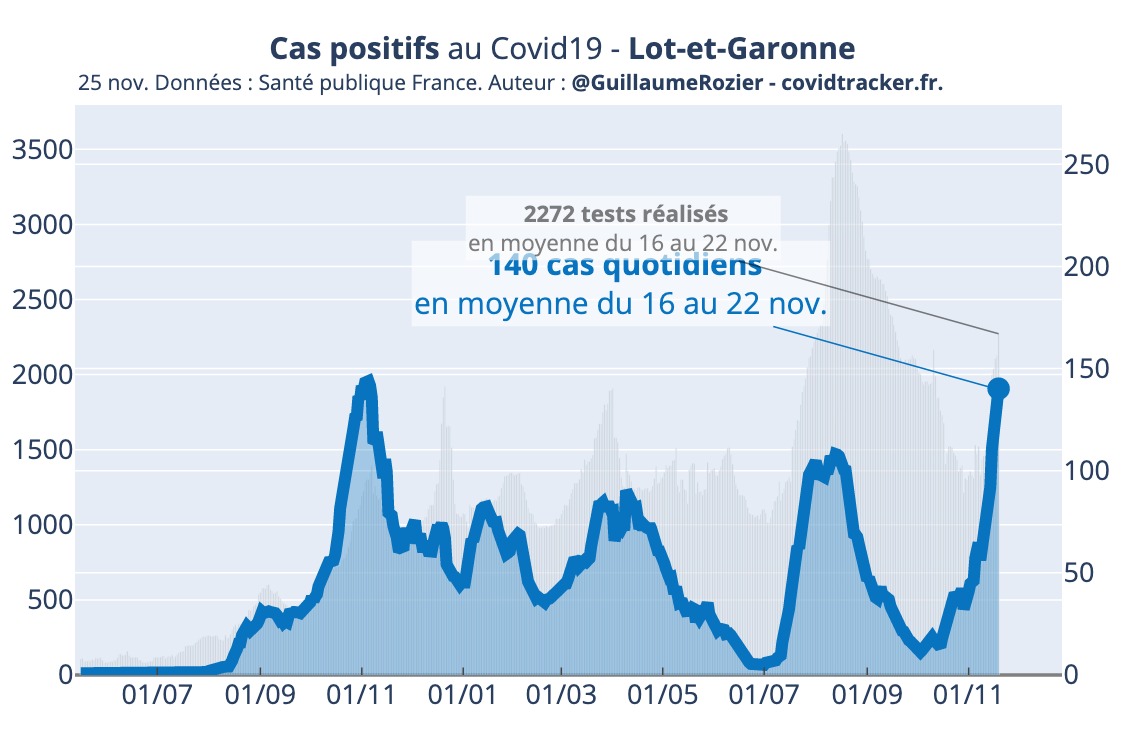 Cas positifs au Covid19 - Lot-et-Garonne
25 nov. Données : Santé publique France. Auteur : @GuillaumeRozier - covidtracker.fr.
3500
3000
2500
2000
1500
1000
500
0
250
200
150
100
50
0
2272 tests réalisés
en moyenne du 16 au 22 nov.
140 cas quotidiens
en moyenne du 16 au 22 nov.
01/07 01/09 01/11 01/01 01/03 01/05 01/07 01/09 01/11